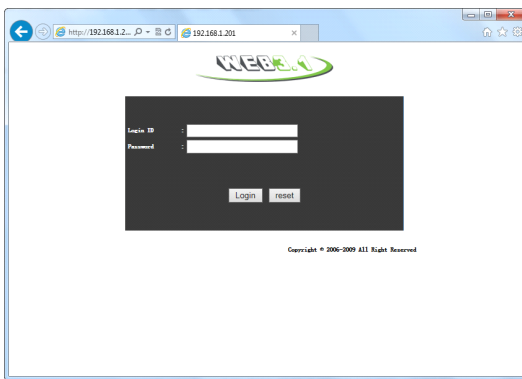 http://192.168.1.2...
192.168.1.201
WEB3.1
Login ID :
Password :
Login reset
Copyright © 2006-2009 All Right Reserved